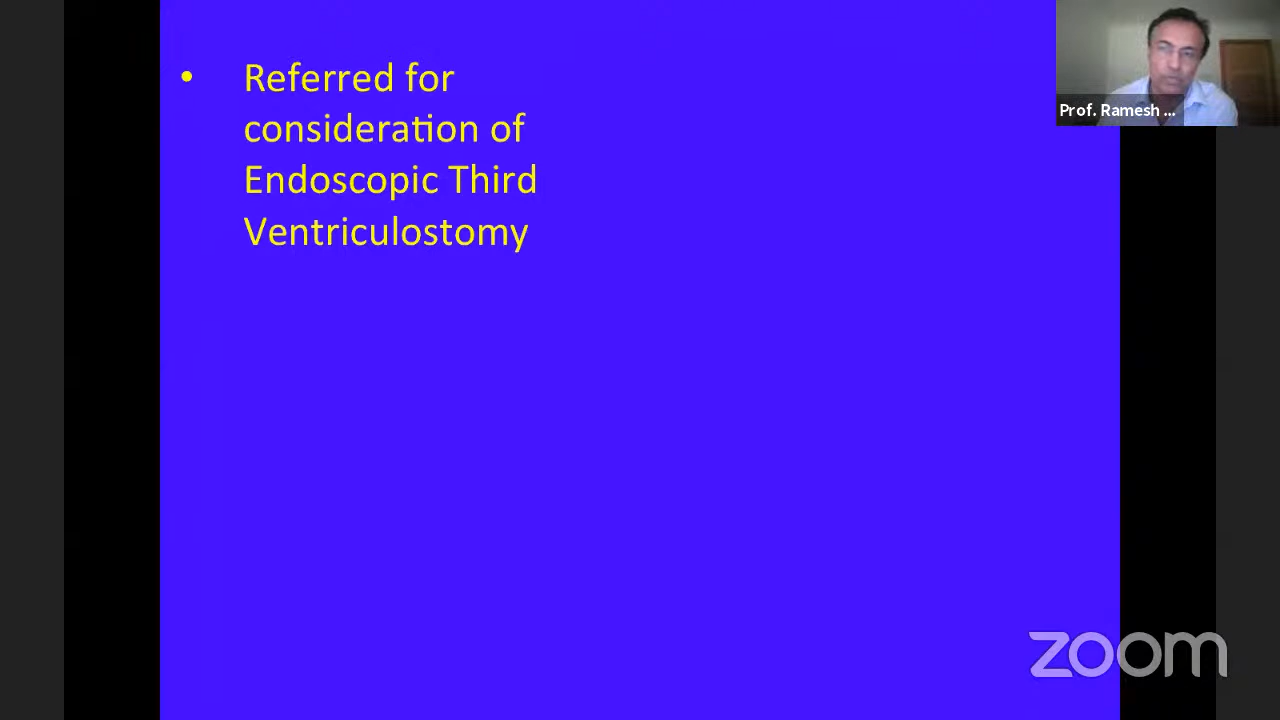 • Referred for
consideration of
Endoscopic Third
Ventriculostomy
Prof. Ramesh ...
zoom